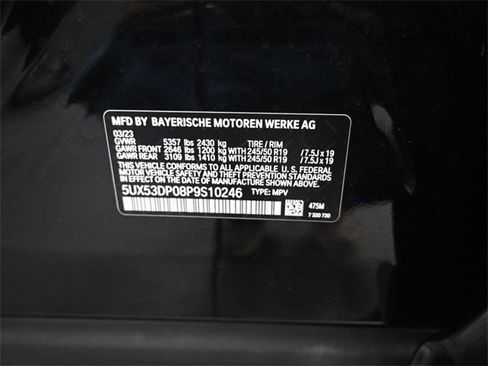 MFD BY BAYERISCHE MOTOREN WERKE AG
03/23
GVWR 5357 lbs 2430 kg TIRE / RIM
GAWR FRONT 2646 lbs 1200 kg WITH 245/50 R19 / 7.5J x 19
GAWR REAR 3109 lbs 1410 kg WITH 245/50 R19 / 7.5J x 19
THIS VEHICLE CONFORMS TO ALL APPLICABLE U.S. FEDERAL
MOTOR VEHICLE SAFETY STANDARDS IN EFFECT ON THE
DATE OF MANUFACTURE SHOWN ABOVE.
5UX53DP08P9S10246 TYPE: MPV
475M
7 320 730